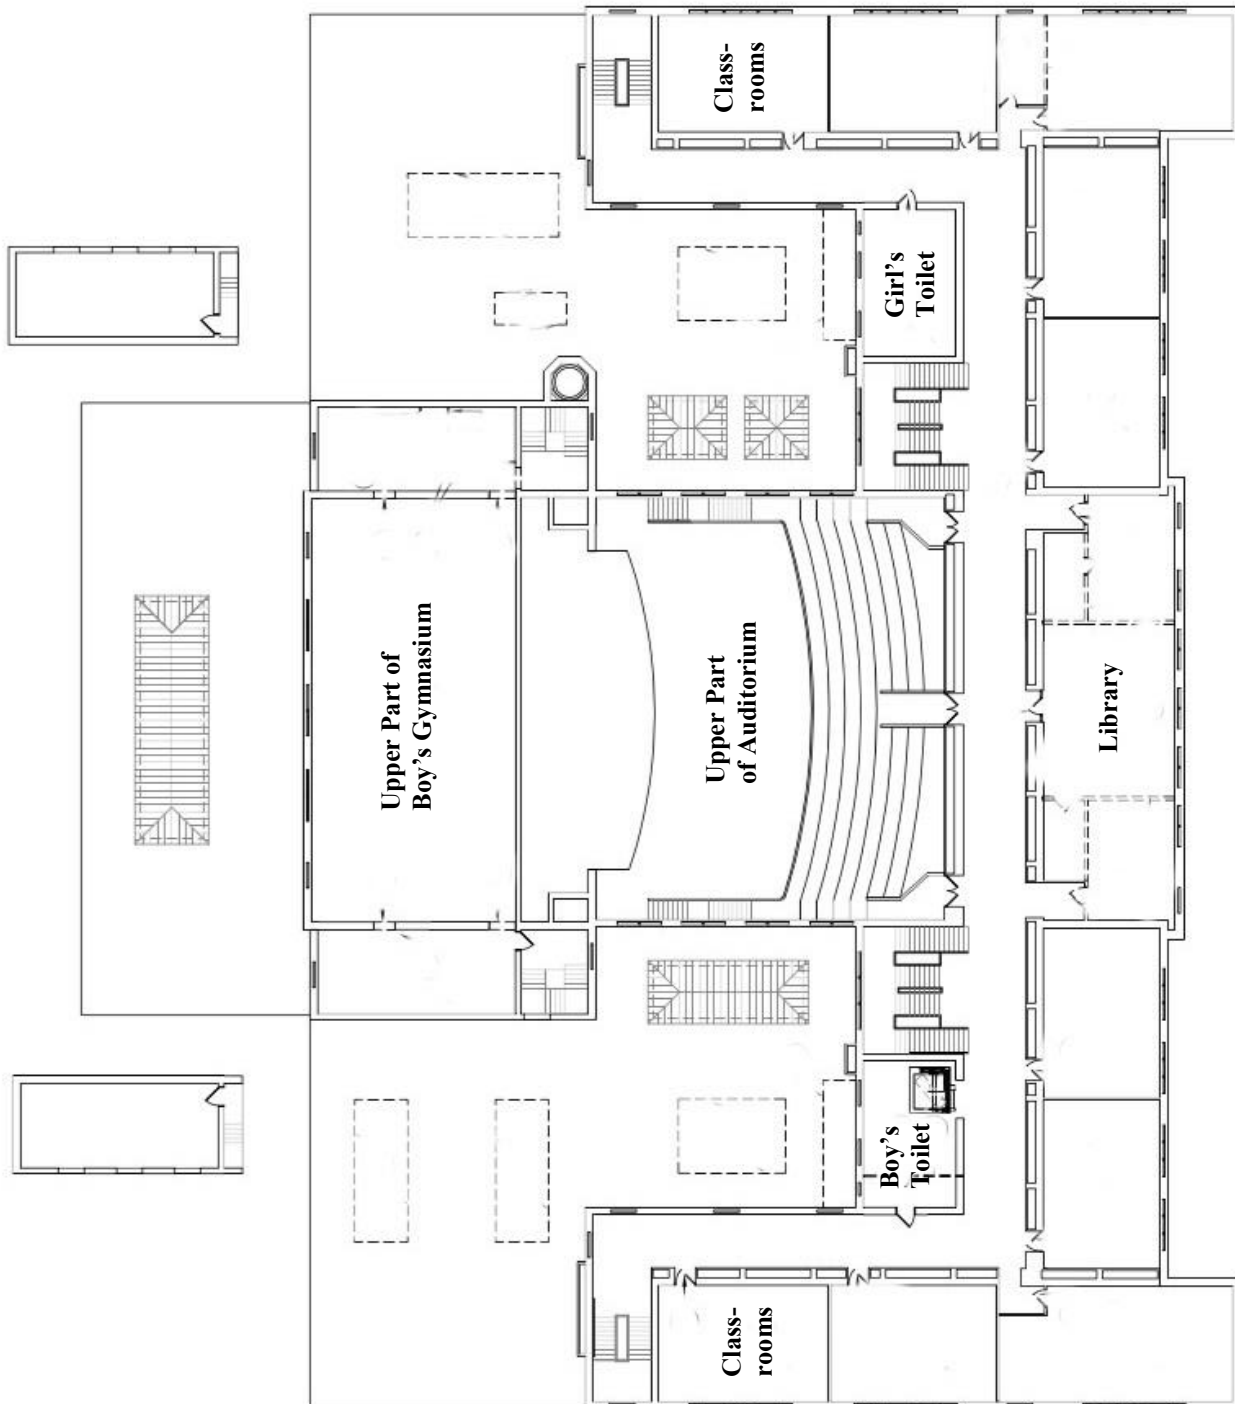 Upper Part of
Boy's Gymnasium
Upper Part
of Auditorium
Class-
rooms
Class-
rooms
Boy's
Toilet
Girl's
Toilet
Library